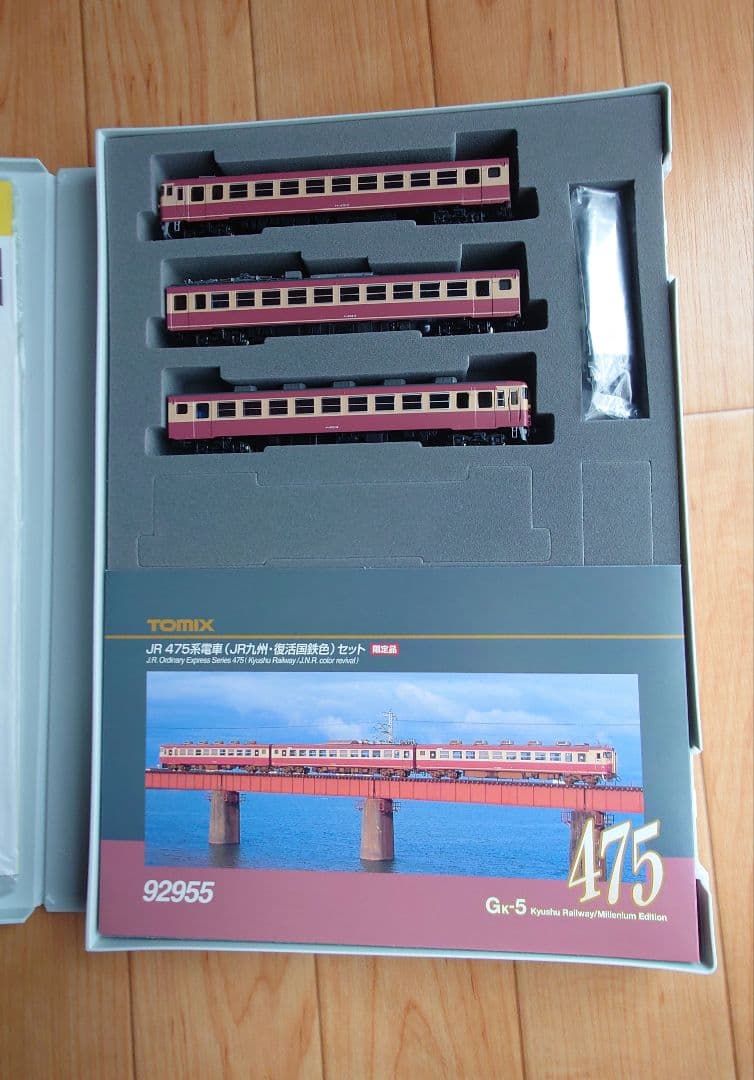 TOMIX
JR 475系電車(JR九州・復活国鉄色)セット 限定品
J.R. Ordinary Express Series 475 ( Kyushu Railway /J.N.R. color revival )
475
92955
GK-5 Kyushu Railway/Millenium Edition